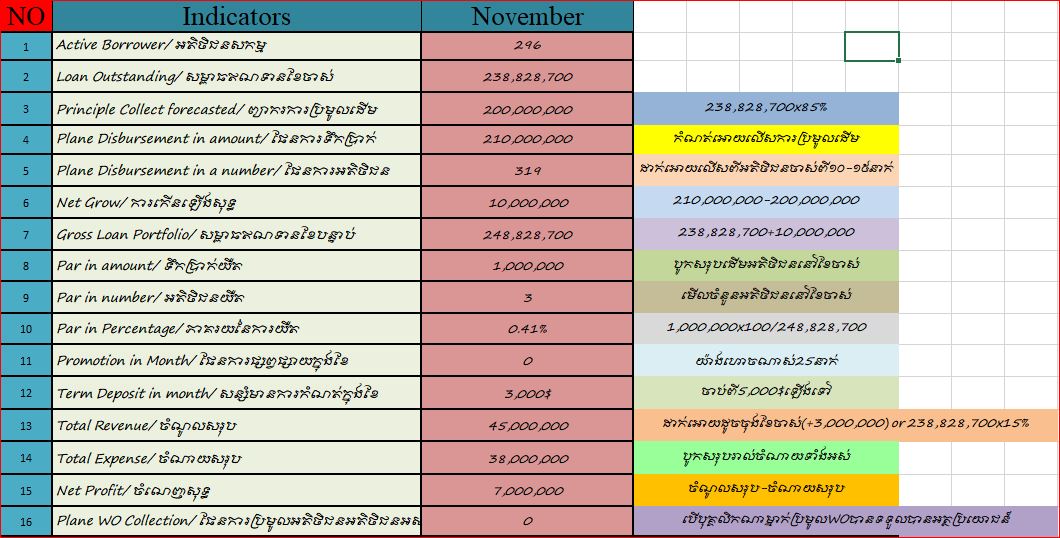 NO Indicators November
1 Active Borrower/ អតិថិជនសកម្ម 296
2 Loan Outstanding/ សម្ពាធឥណទានខែចាស់ 238,828,700
3 Principle Collect forecasted/ ព្យាករការប្រមូលដើម 200,000,000 238,828,700x85%
4 Plane Disbursement in amount/ ផែនការទឹកប្រាក់ 210,000,000 កំណត់អោយលើសការប្រមូលដើម
5 Plane Disbursement in a number/ ផែនការអតិថិជន 319 ដាក់អោយលើសពីអតិថិជនចាស់ពី១០-១៥នាក់
6 Net Grow/ ការកើនឡើងសុទ្ធ 10,000,000 210,000,000-200,000,000
7 Gross Loan Portfolio/ សម្ពាធឥណទានខែបន្ទាប់ 248,828,700 238,828,700+10,000,000
8 Par in amount/ ទឹកប្រាក់យឺត 1,000,000 បូកសរុបដើមអតិថិជននៅខែចាស់
9 Par in number/ អតិថិជនយឺត 3 មើលចំនួនអតិថិជននៅខែចាស់
10 Par in Percentage/ ភាគរយនៃការយឺត 0.41% 1,000,000x100/248,828,700
11 Promotion in Month/ ផែនការផ្សព្វផ្សាយក្នុងខែ 0 យ៉ាងហោចណាស់25នាក់
12 Term Deposit in month/ សន្សំមានការកំណត់ក្នុងខែ 3,000$ ចាប់ពី5,000$ឡើងទៅ
13 Total Revenue/ ចំណូលសរុប 45,000,000 ដាក់អោយដូចចុងខែចាស់(+3,000,000) or 238,828,700x15%
14 Total Expense/ ចំណាយសរុប 38,000,000 បូកសរុបរាល់ចំណាយទាំងអស់
15 Net Profit/ ចំណេញសុទ្ធ 7,000,000 ចំណូលសរុប-ចំណាយសរុប
16 Plane WO Collection/ ផែនការប្រមូលអតិថិជនអតិថិជនអស 0 បើបុគ្គលិកណាម្នាក់ប្រមូលWOបានទទួលបានអត្ថប្រយោជន៍